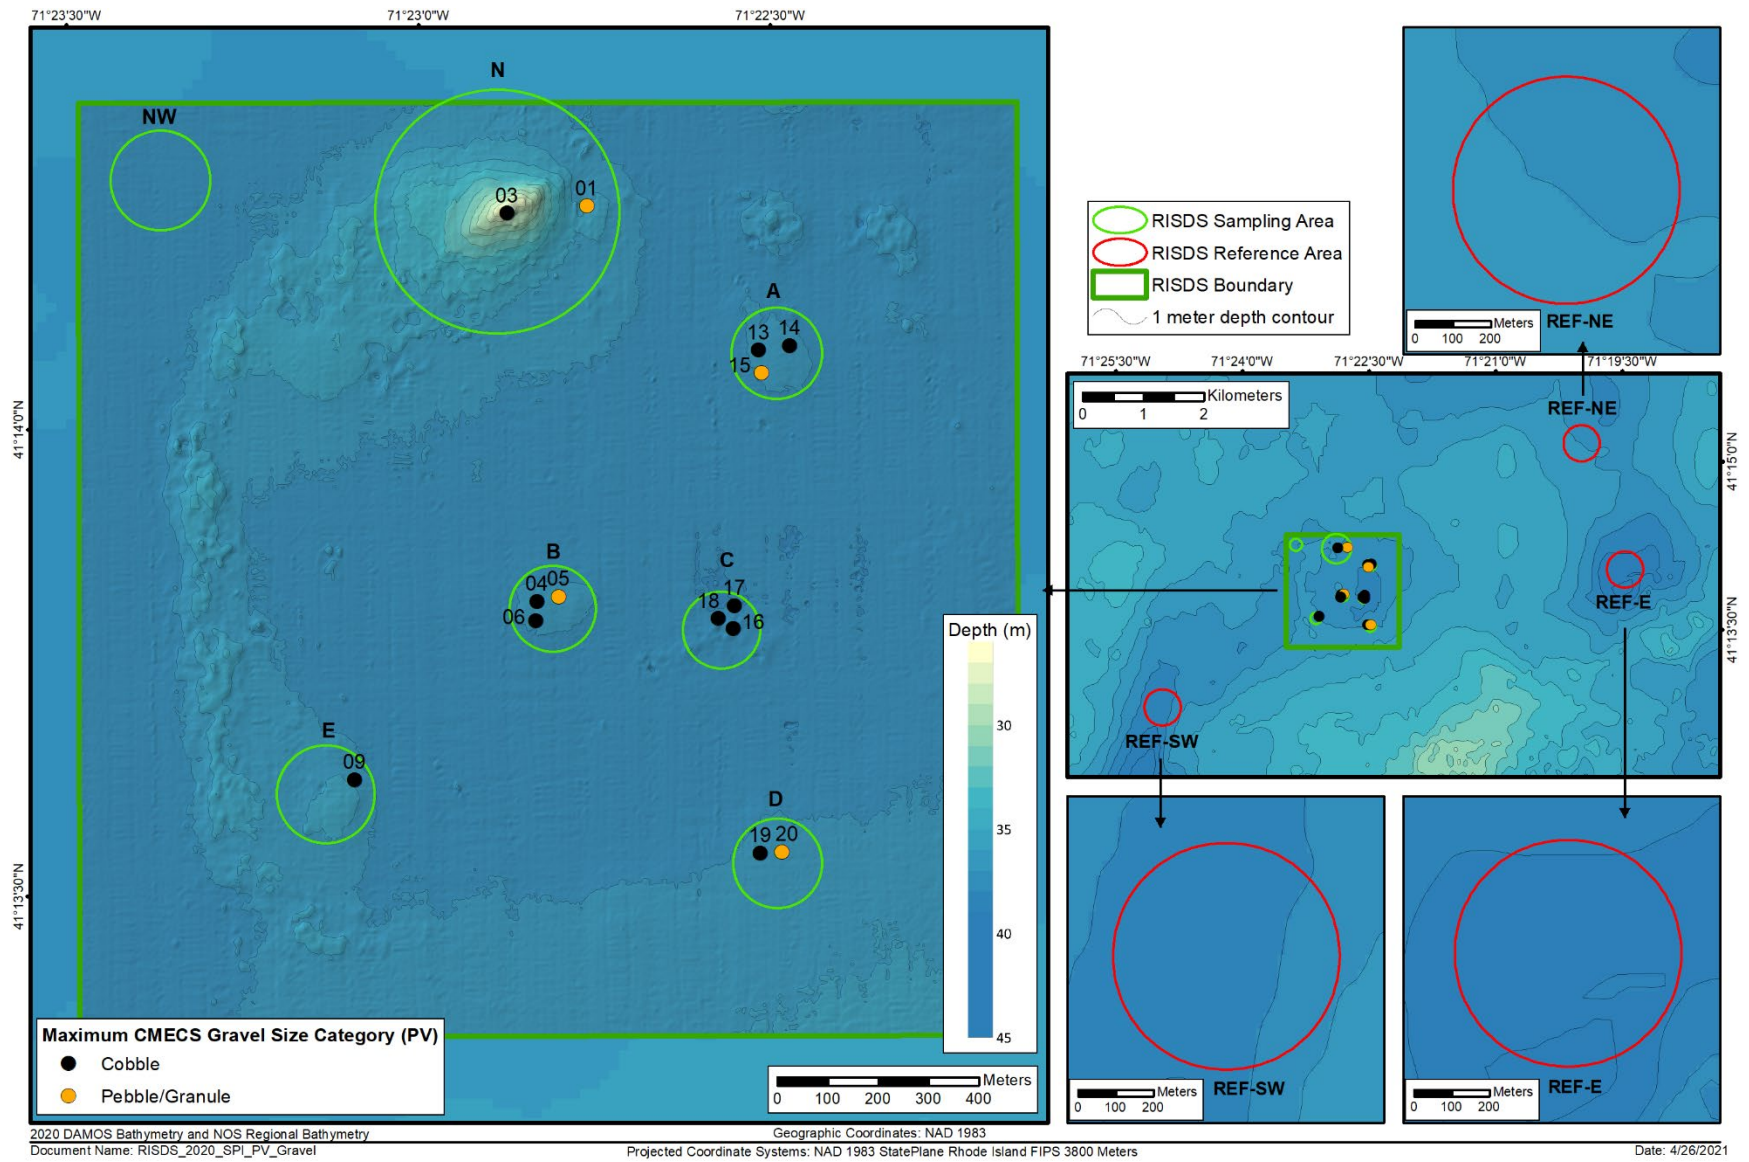 71°23'30"W
71°23'0"W
71°22'30"W
41°14'0"N
41°13'30"N
NW
N
03
01
A
13
14
15
B
04
05
06
C
17
18
16
E
09
D
19
20
Depth (m)
30
35
40
45
Maximum CMECS Gravel Size Category (PV)
Cobble
Pebble/Granule
Meters
0 100 200 300 400
RISDS Sampling Area
RISDS Reference Area
RISDS Boundary
1 meter depth contour
Meters
0 100 200
REF-NE
71°25'30"W
71°24'0"W
71°22'30"W
71°21'0"W
71°19'30"W
Kilometers
0 1 2
REF-NE
REF-E
REF-SW
41°15'0"N
41°13'30"N
Meters
0 100 200
REF-SW
Meters
0 100 200
REF-E
2020 DAMOS Bathymetry and NOS Regional Bathymetry
Geographic Coordinates: NAD 1983
Document Name: RISDS_2020_SPI_PV_Gravel
Projected Coordinate Systems: NAD 1983 StatePlane Rhode Island FIPS 3800 Meters
Date: 4/26/2021